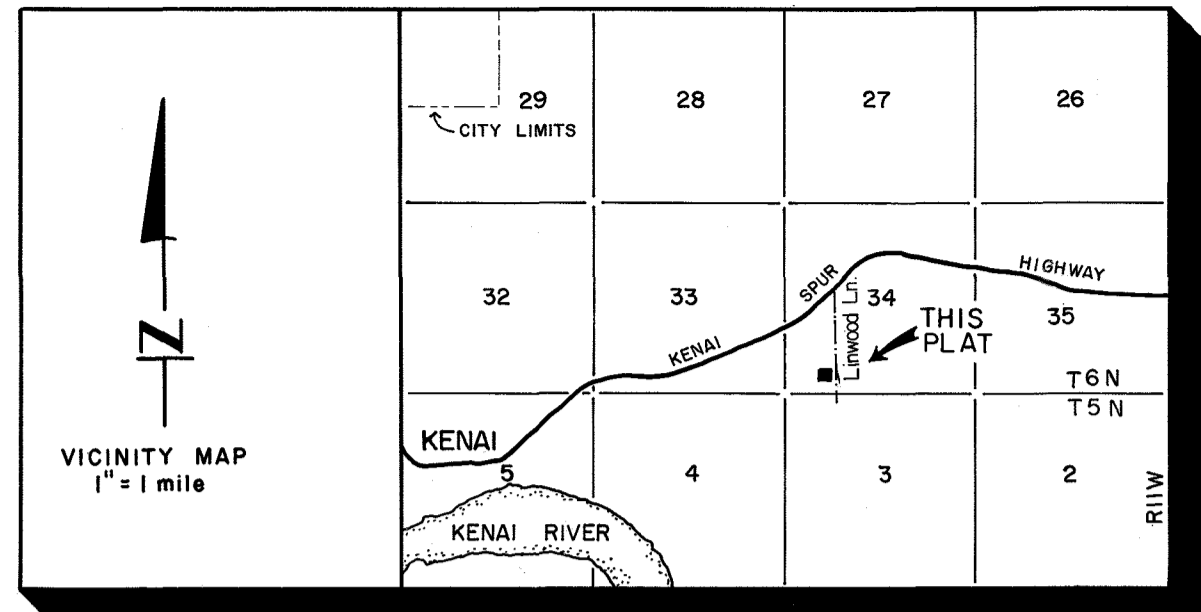 29 28 27 26
CITY LIMITS
HIGHWAY
SPUR
32 33 34 35
Linwood Ln.
THIS
PLAT
KENAI
T6N
T5N
KENAI
5 4 3 2
R11W
KENAI RIVER
N
VICINITY MAP
1" = 1 mile